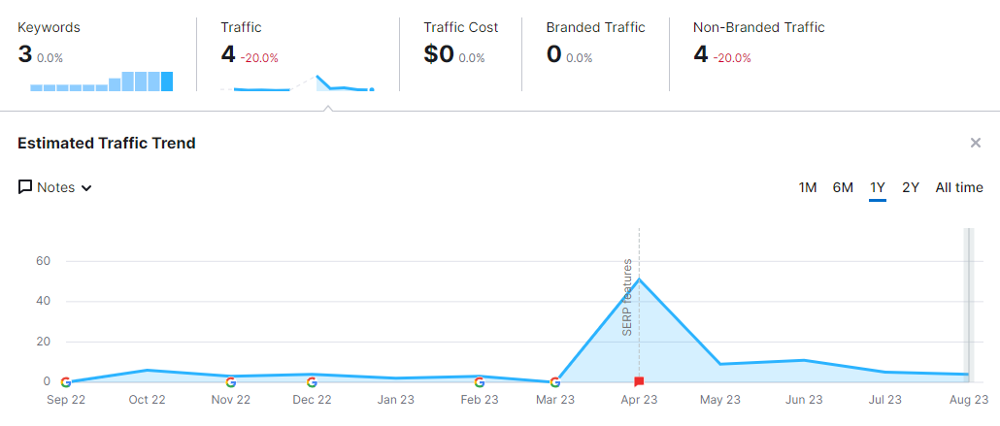 Keywords
Traffic
Traffic Cost
Branded Traffic
Non-Branded Traffic
3 0.0%
4 -20.0%
$0 0.0%
0 0.0%
4 -20.0%
Estimated Traffic Trend
Notes
1M 6M 1Y 2Y All time
60
40
20
0
SERP features
Sep 22 Oct 22 Nov 22 Dec 22 Jan 23 Feb 23 Mar 23 Apr 23 May 23 Jun 23 Jul 23 Aug 23